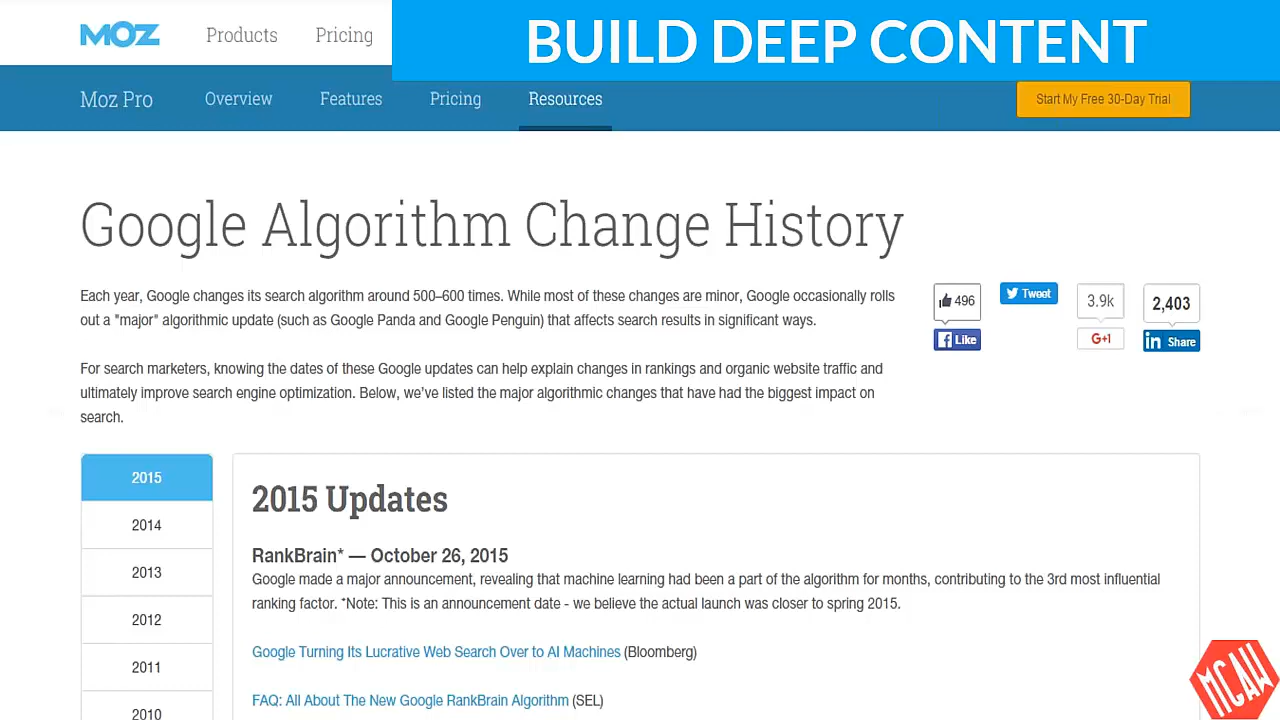 MOZ
Products
Pricing
BUILD DEEP CONTENT
Moz Pro
Overview
Features
Pricing
Resources
Start My Free 30-Day Trial
Google Algorithm Change History
Each year, Google changes its search algorithm around 500–600 times. While most of these changes are minor, Google occasionally rolls
out a "major" algorithmic update (such as Google Panda and Google Penguin) that affects search results in significant ways.
For search marketers, knowing the dates of these Google updates can help explain changes in rankings and organic website traffic and
ultimately improve search engine optimization. Below, we've listed the major algorithmic changes that have had the biggest impact on
search.
496
Like
Tweet
3.9k
G+1
2,403
in Share
2015
2014
2013
2012
2011
2010
2015 Updates
RankBrain* — October 26, 2015
Google made a major announcement, revealing that machine learning had been a part of the algorithm for months, contributing to the 3rd most influential
ranking factor. *Note: This is an announcement date - we believe the actual launch was closer to spring 2015.
Google Turning Its Lucrative Web Search Over to AI Machines (Bloomberg)
FAQ: All About The New Google RankBrain Algorithm (SEL)
MCAW